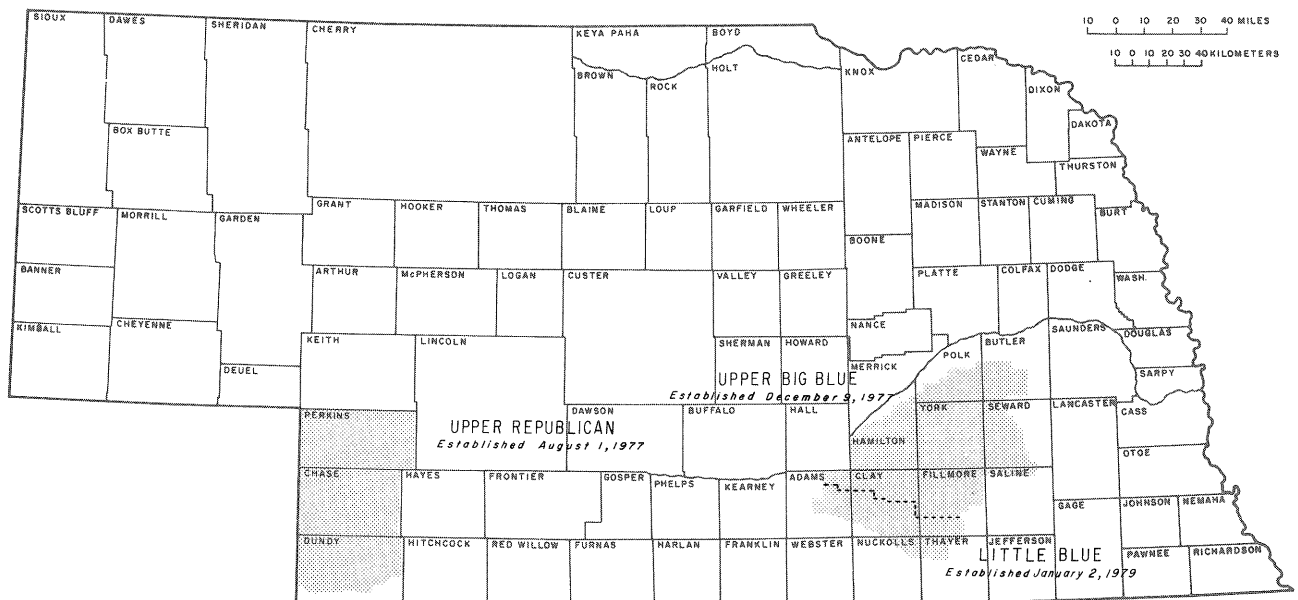 10 0 10 20 30 40 MILES
10 0 10 20 30 40 KILOMETERS
SIOUX DAWES SHERIDAN CHERRY KEYA PAHA BOYD
BROWN ROCK HOLT KNOX CEDAR DIXON
DAKOTA
BOX BUTTE ANTELOPE PIERCE WAYNE THURSTON
SCOTTS BLUFF MORRILL GARDEN GRANT HOOKER THOMAS BLAINE LOUP GARFIELD WHEELER MADISON STANTON CUMING BURT
BOONE
BANNER ARTHUR McPHERSON LOGAN CUSTER VALLEY GREELEY PLATTE COLFAX DODGE WASH.
KIMBALL CHEYENNE NANCE SAUNDERS DOUGLAS
KEITH LINCOLN SHERMAN HOWARD POLK BUTLER
DEUEL MERRICK SARPY
UPPER BIG BLUE
Established December 9, 1977
PERKINS DAWSON BUFFALO HALL YORK SEWARD LANCASTER CASS
UPPER REPUBLICAN
Established August 1, 1977
HAMILTON
OTOE
CHASE HAYES FRONTIER GOSPER PHELPS KEARNEY ADAMS CLAY FILLMORE SALINE
GAGE JOHNSON NEMAHA
DUNDY HITCHCOCK RED WILLOW FURNAS HARLAN FRANKLIN WEBSTER NUCKOLLS THAYER JEFFERSON
PAWNEE RICHARDSON
LITTLE BLUE
Established January 2, 1979